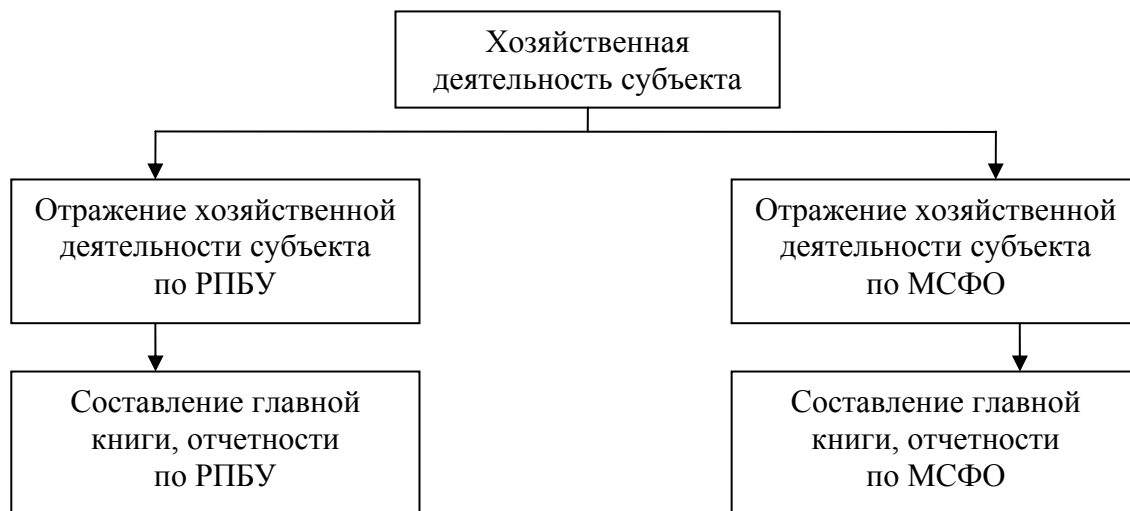 Хозяйственная
деятельность субъекта
Отражение хозяйственной
деятельности субъекта
по РПБУ
Отражение хозяйственной
деятельности субъекта
по МСФО
Составление главной
книги, отчетности
по РПБУ
Составление главной
книги, отчетности
по МСФО